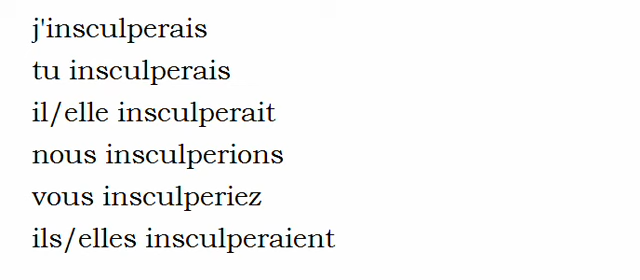 j'insculperais
tu insculperais
il/elle insculperait
nous insculperions
vous insculperiez
ils/elles insculperaient